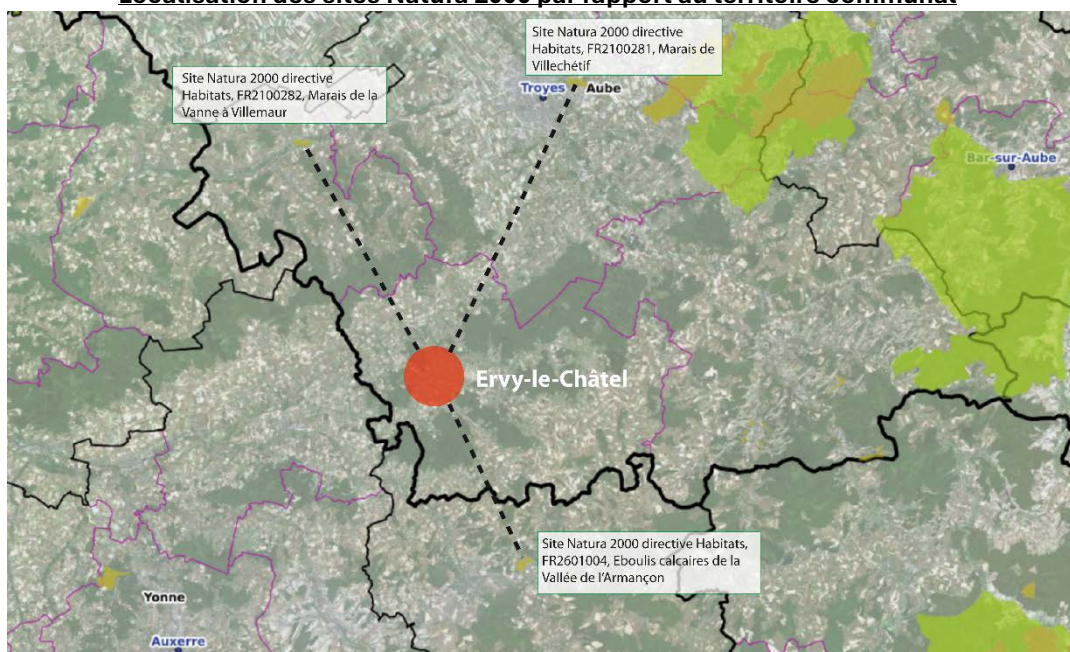 Localisation des sites Natura 2000 par rapport au territoire communal
Site Natura 2000 directive
Habitats, FR2100281, Marais de
Villechétif
Site Natura 2000 directive
Habitats, FR2100282, Marais de la
Vanne à Villemaur
Troyes
Aube
Bar-sur-Aube
Ervy-le-Châtel
Site Natura 2000 directive Habitats,
FR2601004, Eboulis calcaires de la
Vallée de l'Armançon
Yonne
Auxerre